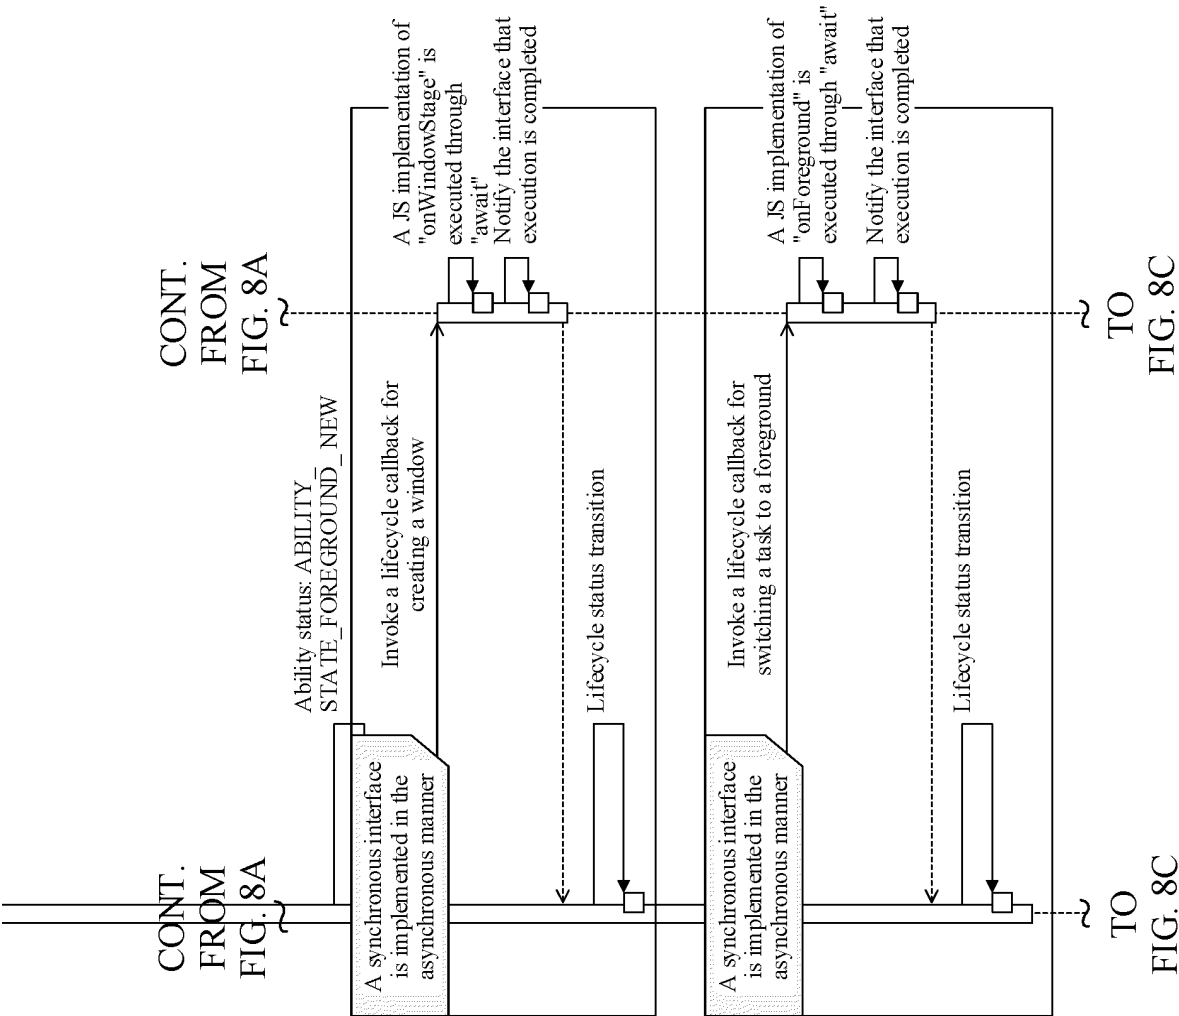 CONT.
FROM
FIG. 8A
CONT.
FROM
FIG. 8A
Ability status: ABILITY_
STATE_FOREGROUND_NEW
A synchronous interface
is implemented in the
asynchronous manner
Invoke a lifecycle callback for
creating a window
A JS implementation of
"onWindowStage" is
executed through
"await"
Notify the interface that
execution is completed
Lifecycle status transition
A synchronous interface
is implemented in the
asynchronous manner
Invoke a lifecycle callback for
switching a task to a foreground
A JS implementation of
"onForeground" is
executed through "await"
Notify the interface that
execution is completed
Lifecycle status transition
TO
FIG. 8C
TO
FIG. 8C